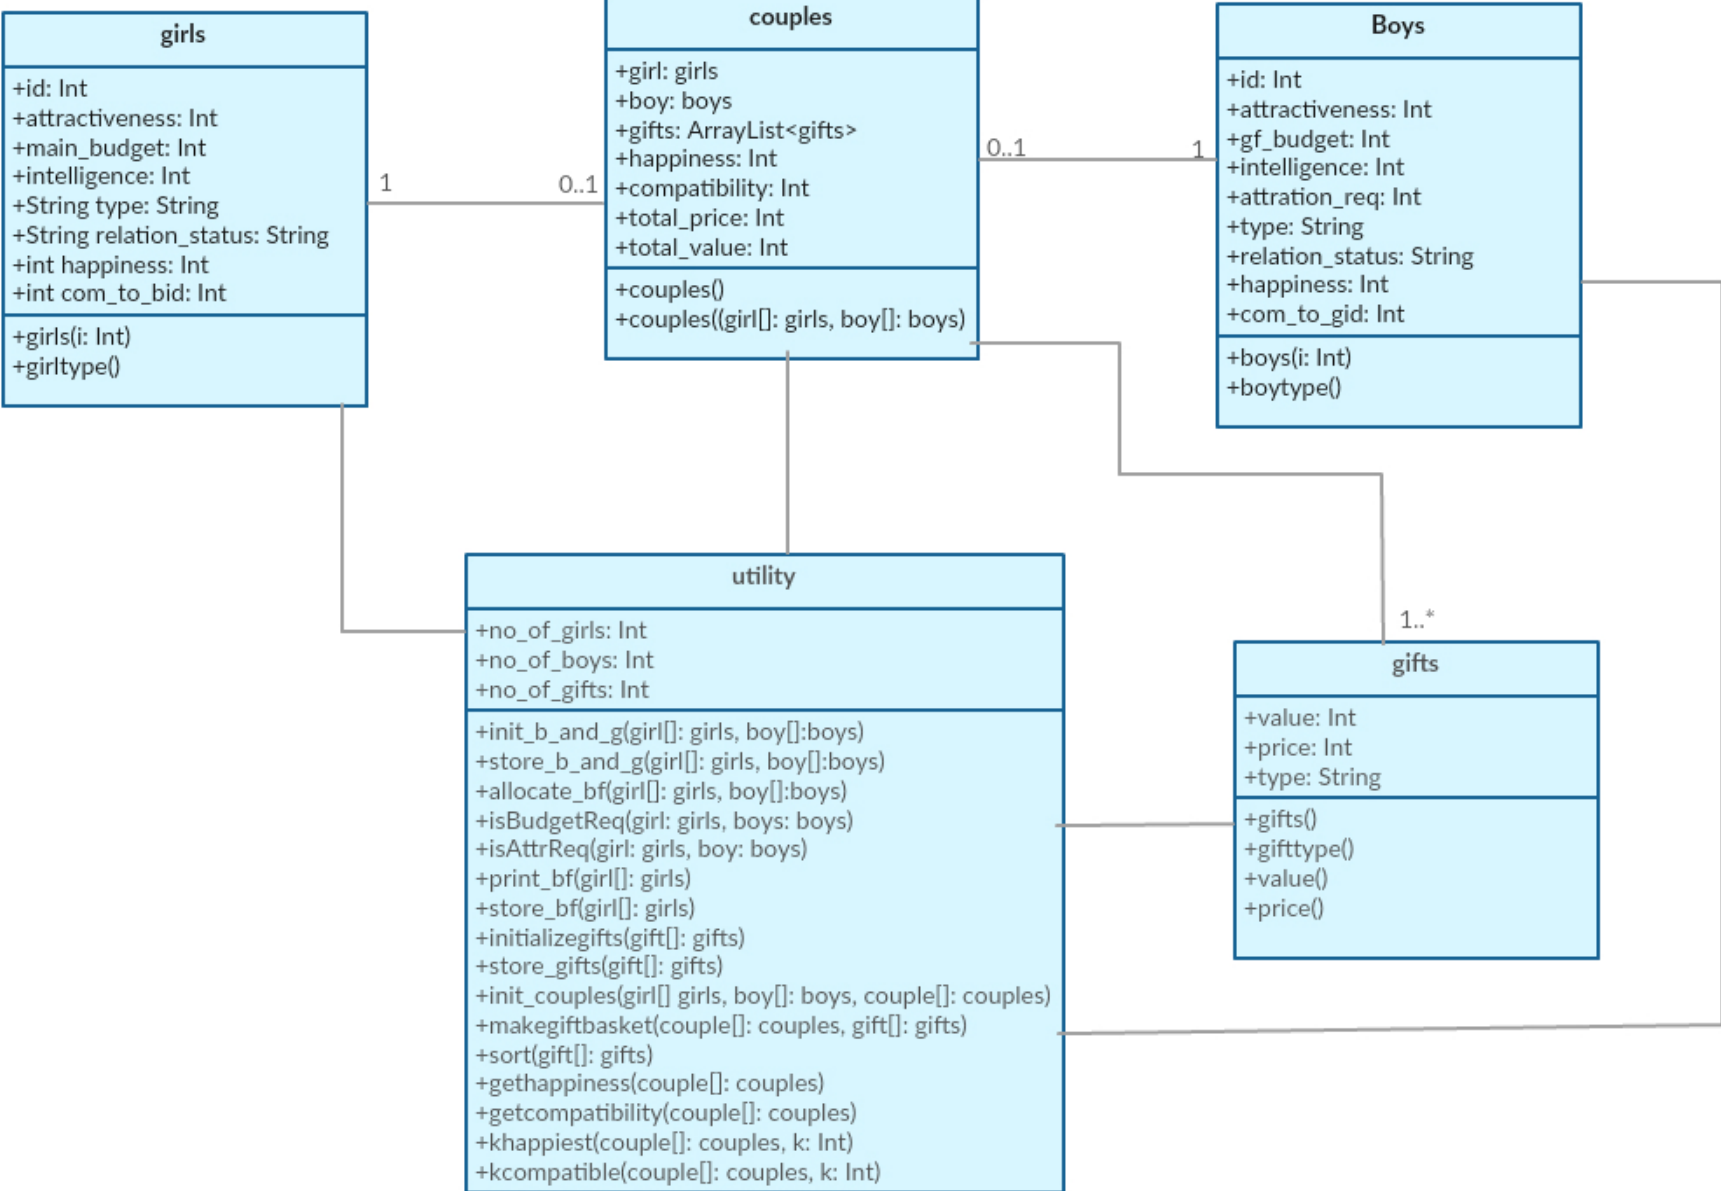 girls
+id: Int
+attractiveness: Int
+main_budget: Int
+intelligence: Int
+String type: String
+String relation_status: String
+int happiness: Int
+int com_to_bid: Int
+girls(i: Int)
+girltype()
1
0..1
couples
+girl: girls
+boy: boys
+gifts: ArrayList<gifts>
+happiness: Int
+compatibility: Int
+total_price: Int
+total_value: Int
+couples()
+couples((girl[]: girls, boy[]: boys)
0..1
1
Boys
+id: Int
+attractiveness: Int
+gf_budget: Int
+intelligence: Int
+attration_req: Int
+type: String
+relation_status: String
+happiness: Int
+com_to_gid: Int
+boys(i: Int)
+boytype()
utility
+no_of_girls: Int
+no_of_boys: Int
+no_of_gifts: Int
+init_b_and_g(girl[]: girls, boy[]:boys)
+store_b_and_g(girl[]: girls, boy[]:boys)
+allocate_bf(girl[]: girls, boy[]:boys)
+isBudgetReq(girl: girls, boys: boys)
+isAttrReq(girl: girls, boy: boys)
+print_bf(girl[]: girls)
+store_bf(girl[]: girls)
+initializegifts(gift[]: gifts)
+store_gifts(gift[]: gifts)
+init_couples(girl[] girls, boy[]: boys, couple[]: couples)
+makegiftbasket(couple[]: couples, gift[]: gifts)
+sort(gift[]: gifts)
+gethappiness(couple[]: couples)
+getcompatibility(couple[]: couples)
+khappiest(couple[]: couples, k: Int)
+kcompatible(couple[]: couples, k: Int)
1..*
gifts
+value: Int
+price: Int
+type: String
+gifts()
+gifttype()
+value()
+price()